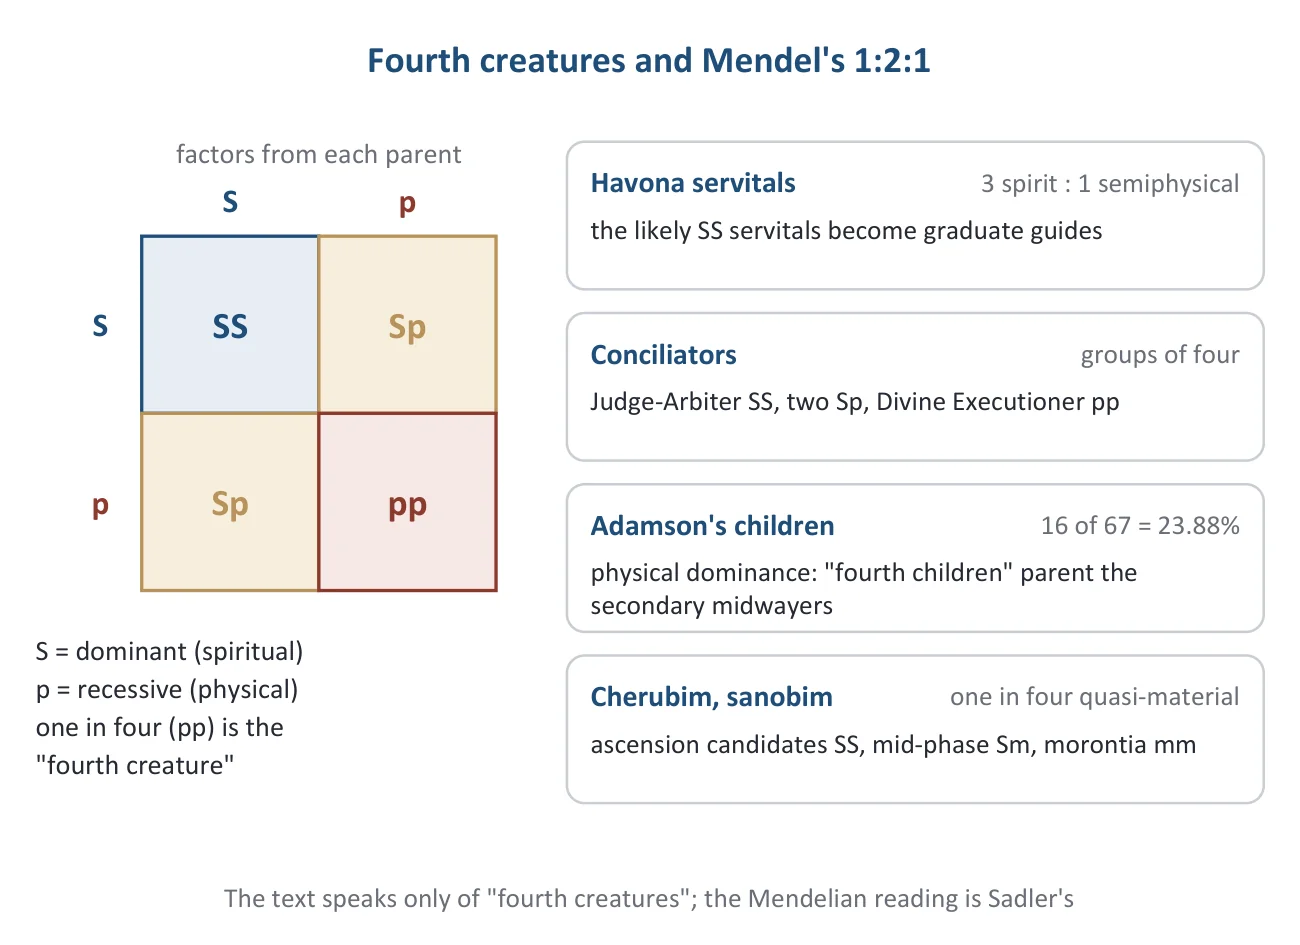 Fourth creatures and Mendel's 1:2:1
factors from each parent
S p
S
SS Sp
p
Sp pp
S = dominant (spiritual)
p = recessive (physical)
one in four (pp) is the
"fourth creature"
Havona servitals 3 spirit : 1 semiphysical
the likely SS servitals become graduate guides
Conciliators groups of four
Judge-Arbiter SS, two Sp, Divine Executioner pp
Adamson's children 16 of 67 = 23.88%
physical dominance: "fourth children" parent the
secondary midwayers
Cherubim, sanobim one in four quasi-material
ascension candidates SS, mid-phase Sm, morontia mm
The text speaks only of "fourth creatures"; the Mendelian reading is Sadler's